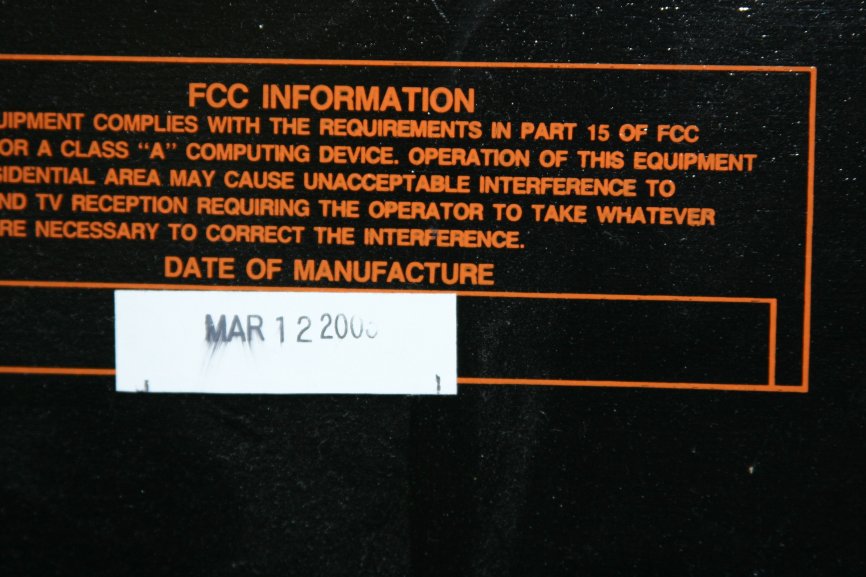 FCC INFORMATION
UIPMENT COMPLIES WITH THE REQUIREMENTS IN PART 15 OF FCC
OR A CLASS "A" COMPUTING DEVICE. OPERATION OF THIS EQUIPMENT
SIDENTIAL AREA MAY CAUSE UNACCEPTABLE INTERFERENCE TO
ND TV RECEPTION REQUIRING THE OPERATOR TO TAKE WHATEVER
RE NECESSARY TO CORRECT THE INTERFERENCE.
DATE OF MANUFACTURE
MAR 12